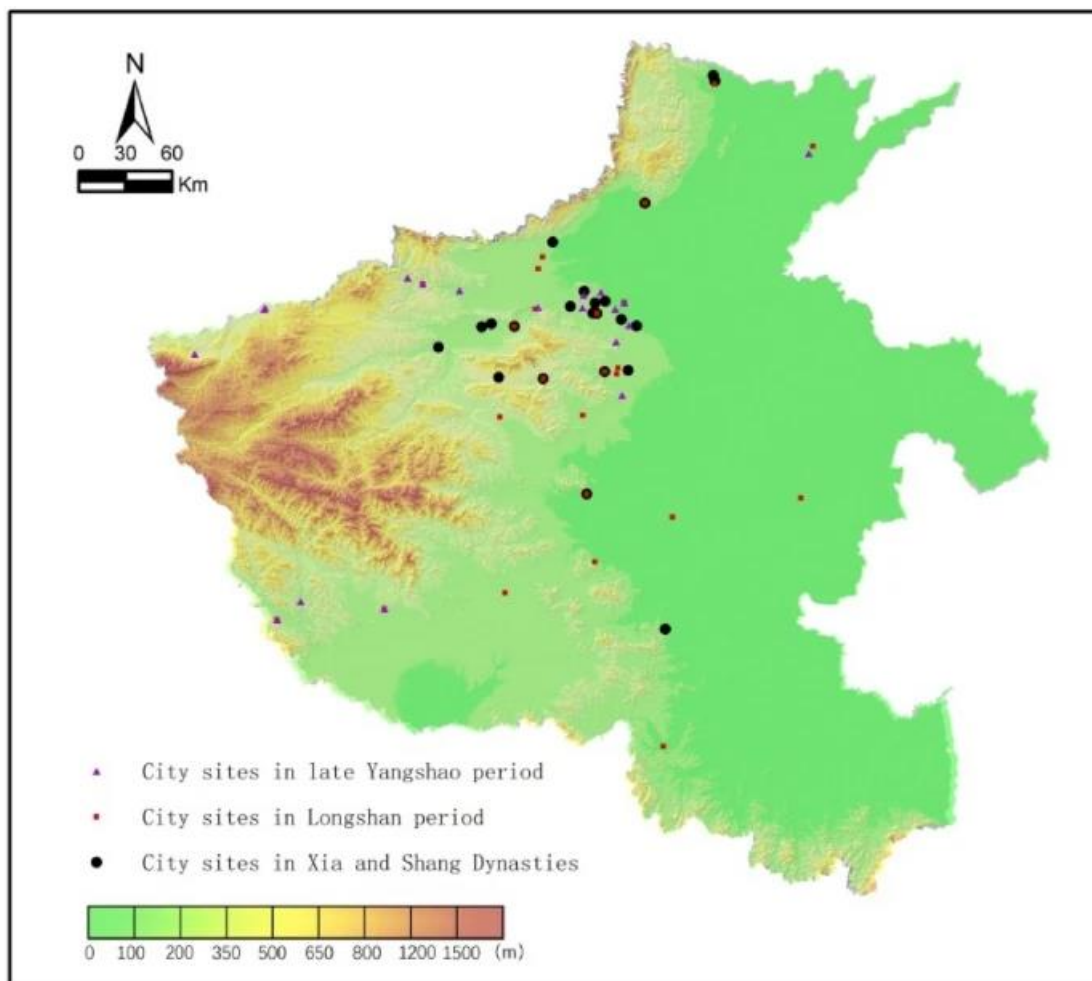 N
0 30 60
Km
City sites in late Yangshao period
City sites in Longshan period
City sites in Xia and Shang Dynasties
0 100 200 350 500 650 800 1200 1500 (m)